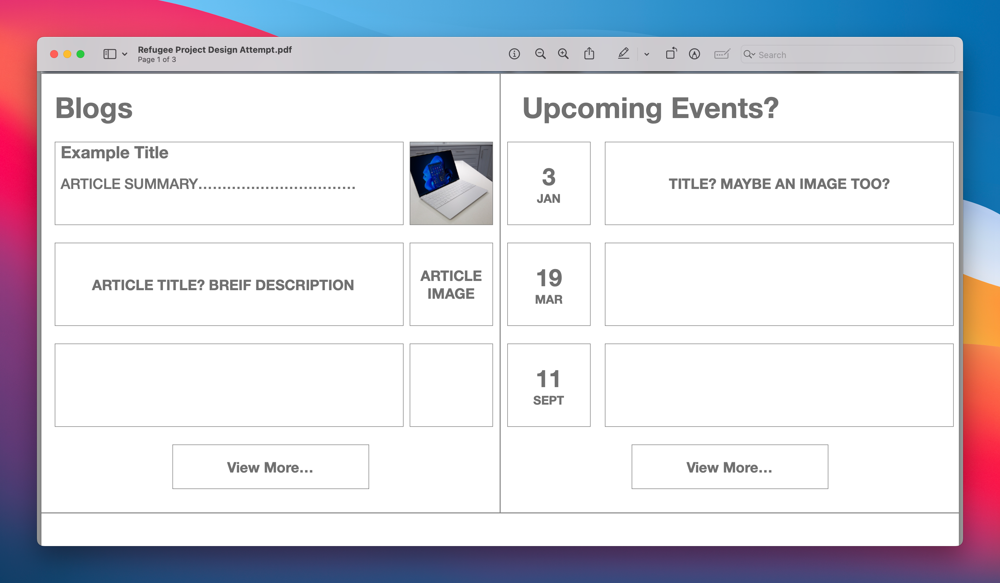 Refugee Project Design Attempt.pdf
Page 1 of 3
Search
Blogs
Example Title
ARTICLE SUMMARY.................................
ARTICLE TITLE? BREIF DESCRIPTION
ARTICLE
IMAGE
View More...
Upcoming Events?
3
JAN
TITLE? MAYBE AN IMAGE TOO?
19
MAR
11
SEPT
View More...